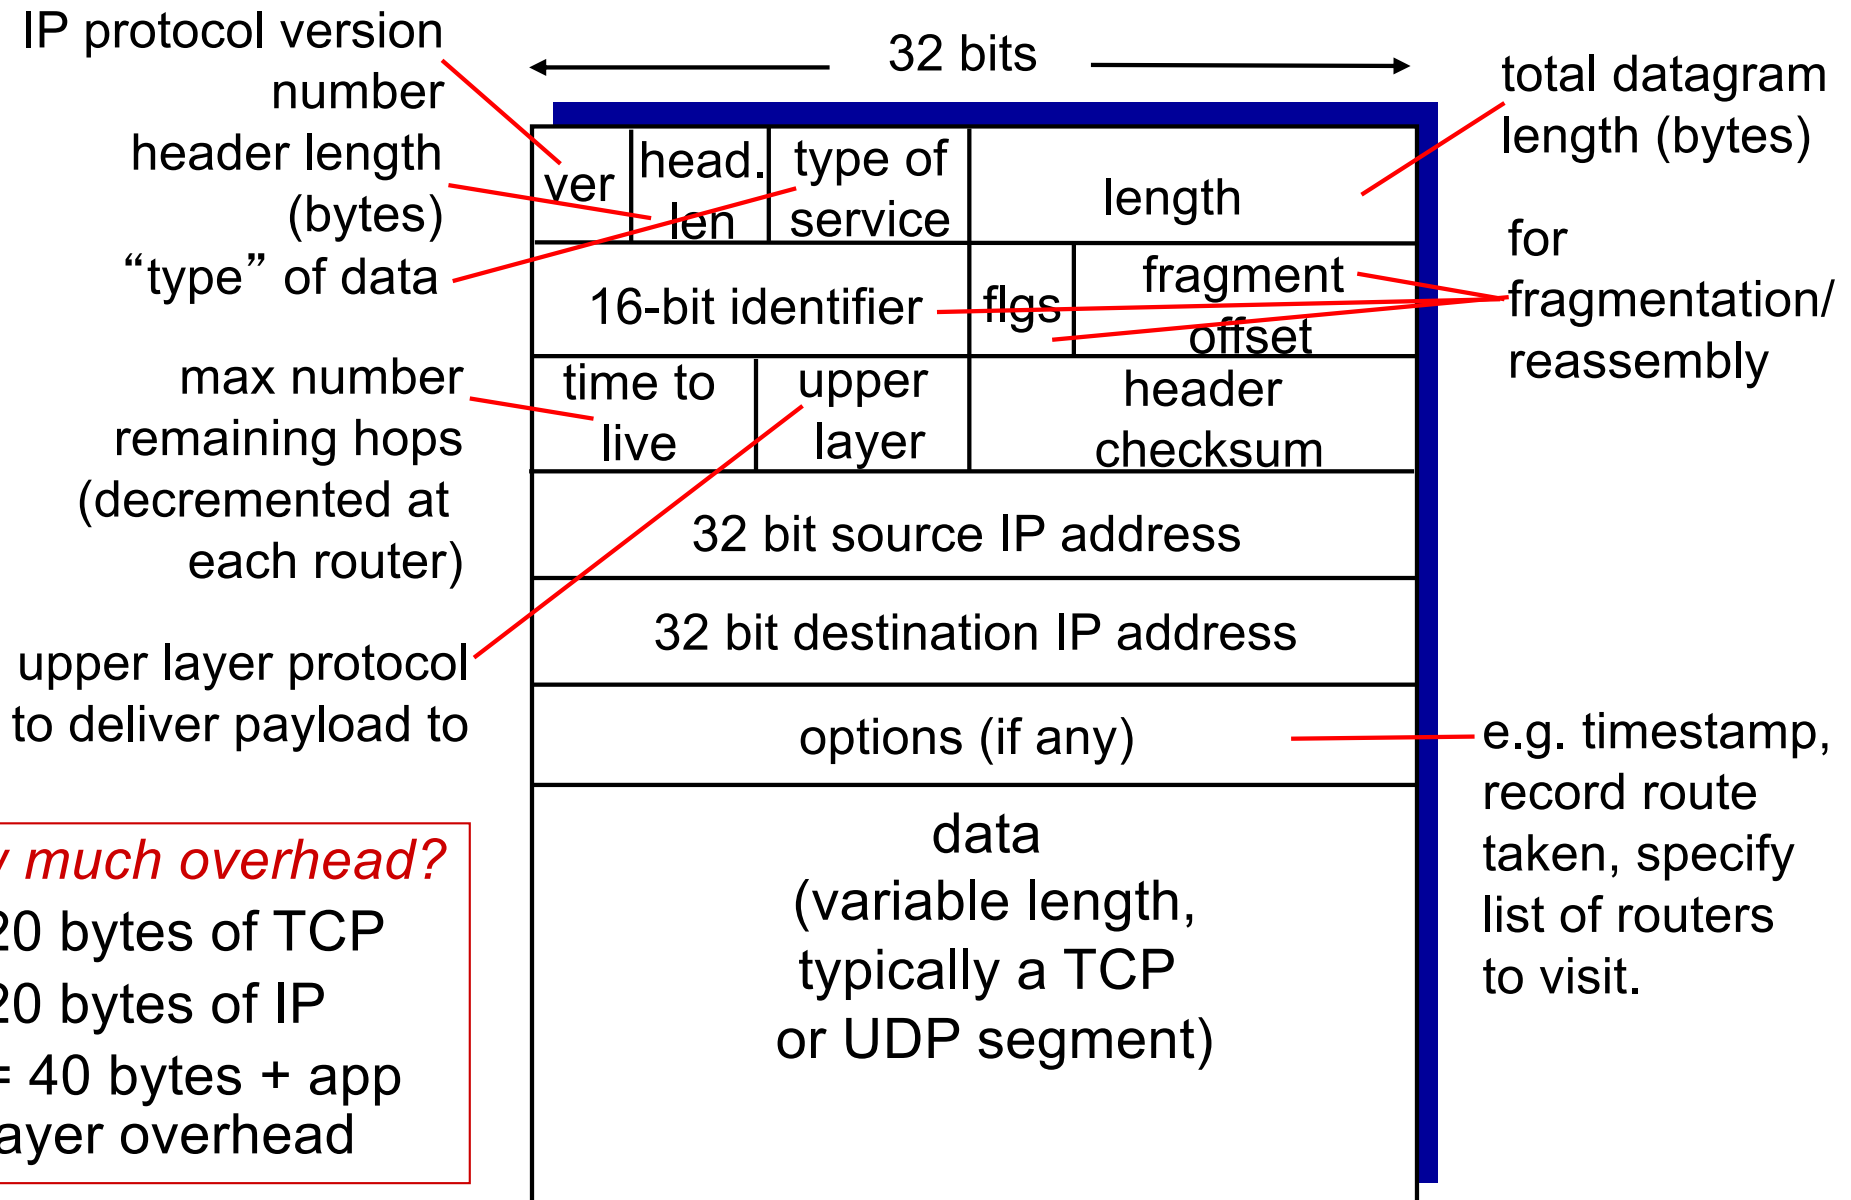 IP protocol version
number
header length
(bytes)
“type” of data
max number
remaining hops
(decremented at
each router)
upper layer protocol
to deliver payload to
much overhead?
20 bytes of TCP
20 bytes of IP
= 40 bytes + app
overhead
32 bits
ver
head.
len
type of
service
length
16-bit identifier
flgs
fragment
offset
time to
live
upper
layer
header
checksum
32 bit source IP address
32 bit destination IP address
options (if any)
data
(variable length,
typically a TCP
or UDP segment)
total datagram
length (bytes)
for
fragmentation/
reassembly
e.g. timestamp,
record route
taken, specify
list of routers
to visit.